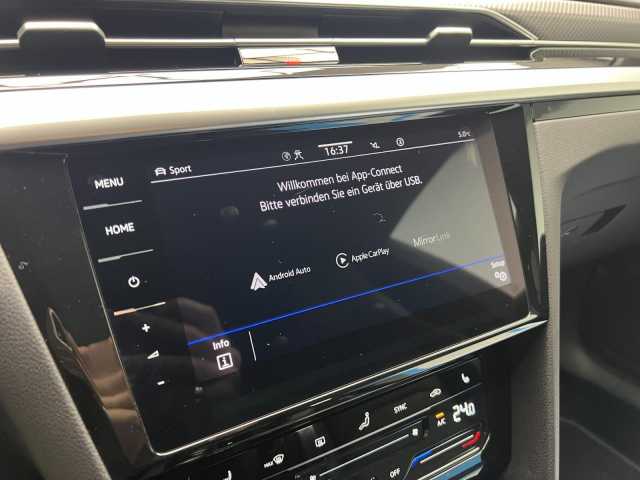 16:37
5.0°C
Sport
MENU
Willkommen bei App-Connect
Bitte verbinden Sie ein Gerät über USB.
HOME
MirrorLink
Apple CarPlay
Android Auto
Setup
+
-
Info
i
SYNC
A/C
24.0
MAX
OFF